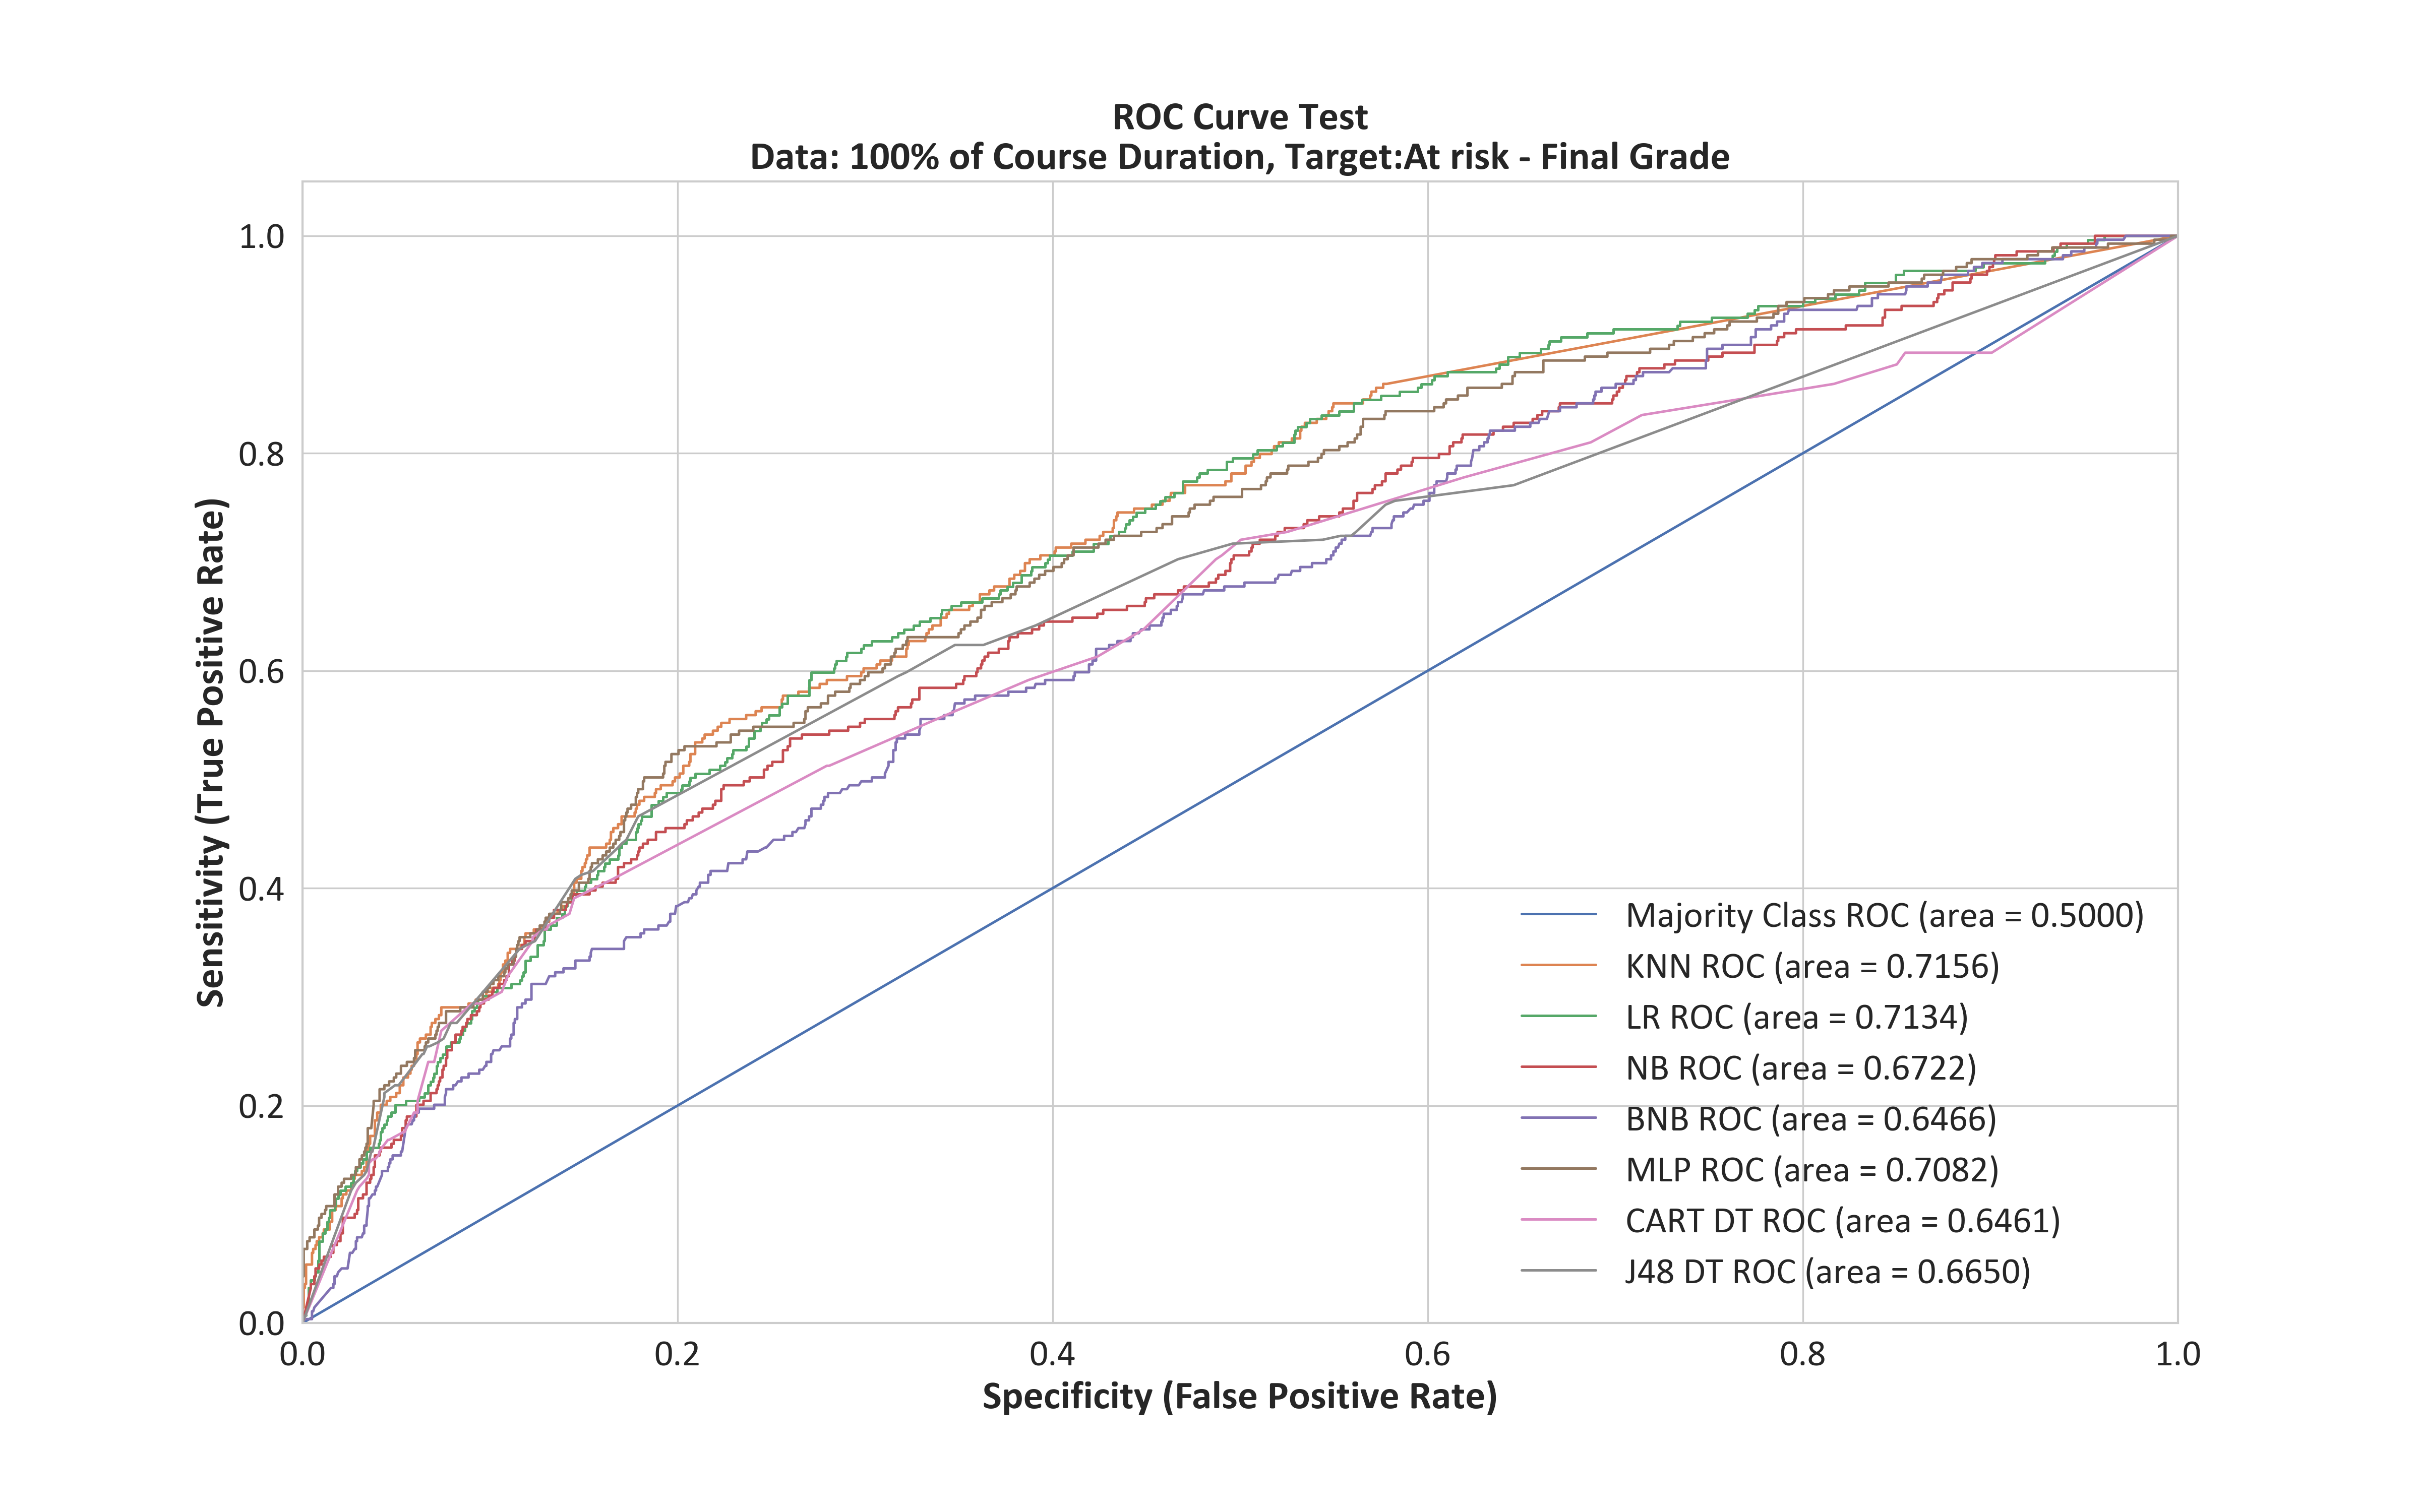 ROC Curve Test
Data: 100% of Course Duration, Target:At risk - Final Grade
Sensitivity (True Positive Rate)
1.0
0.8
0.6
0.4
0.2
0.0
Majority Class ROC (area = 0.5000)
KNN ROC (area = 0.7156)
LR ROC (area = 0.7134)
NB ROC (area = 0.6722)
BNB ROC (area = 0.6466)
MLP ROC (area = 0.7082)
CART DT ROC (area = 0.6461)
J48 DT ROC (area = 0.6650)
0.0 0.2 0.4 0.6 0.8 1.0
Specificity (False Positive Rate)